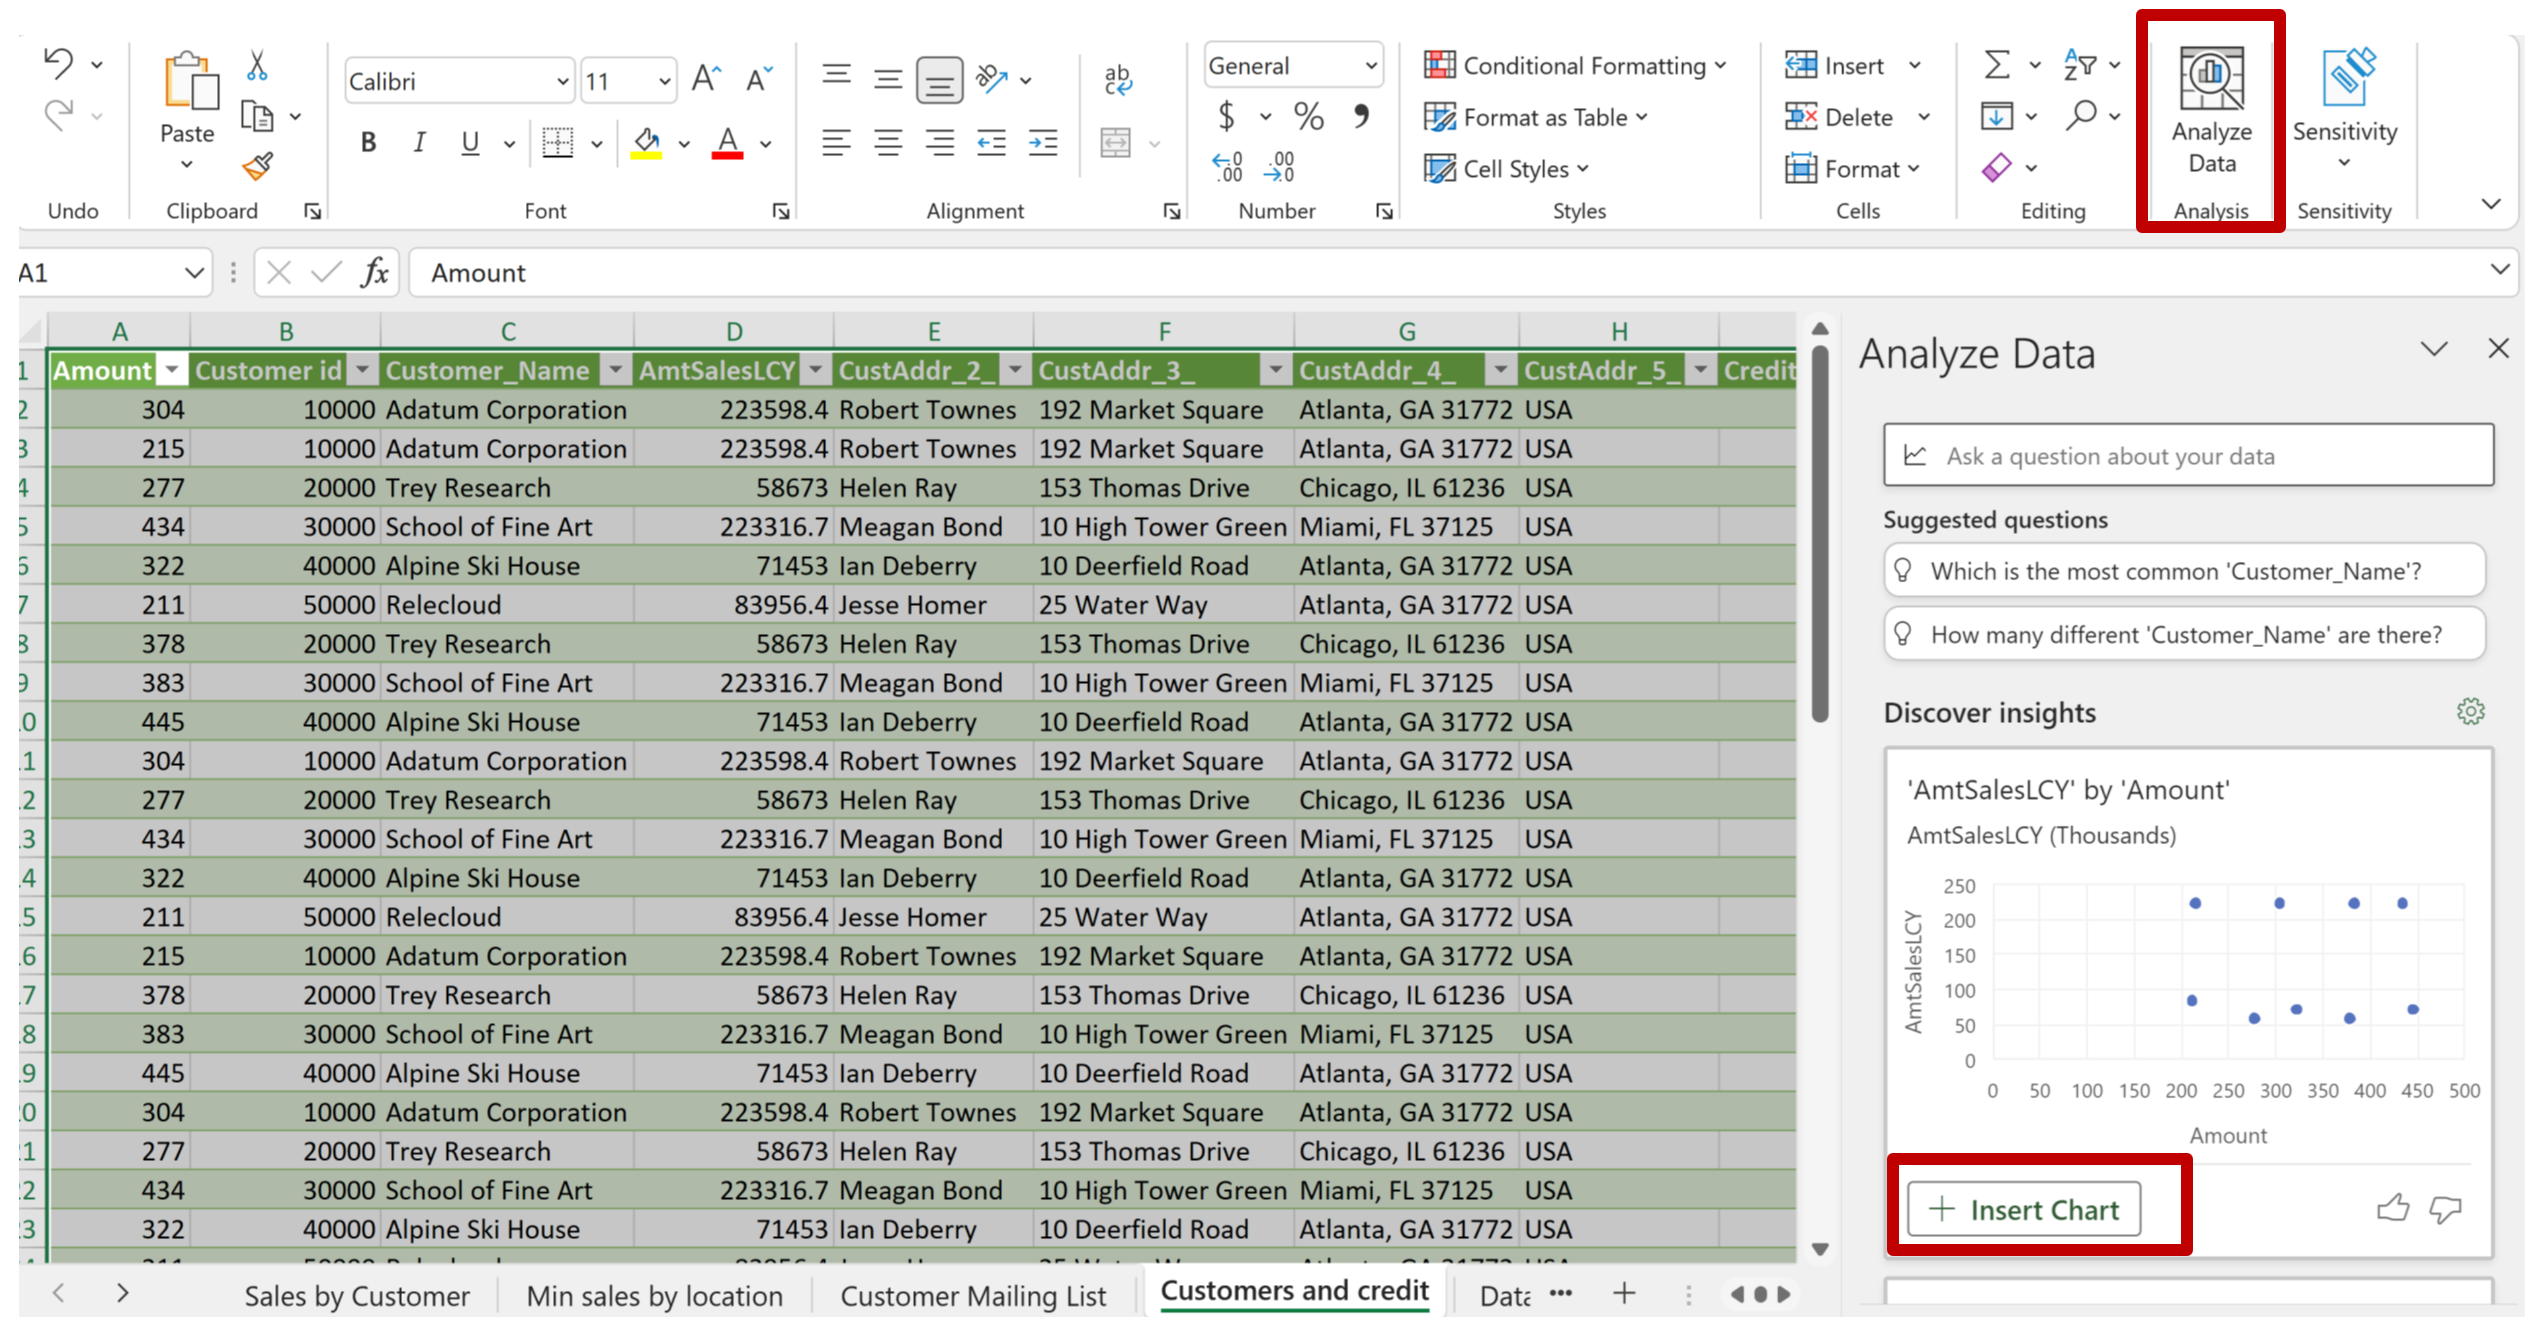 Paste
Undo
Clipboard
Calibri
11
B I U
Font
ab
Alignment
General
$ %
Number
Conditional Formatting
Format as Table
Cell Styles
Styles
Insert
Delete
Format
Cells
Editing
Analyze
Data
Analysis
Sensitivity
Sensitivity
A1
fx
Amount
A B C D E F G H
1 Amount Customer id Customer_Name AmtSalesLCY CustAddr_2_ CustAddr_3_ CustAddr_4_ CustAddr_5_ Credit
2 304 10000 Adatum Corporation 223598.4 Robert Townes 192 Market Square Atlanta, GA 31772 USA
3 215 10000 Adatum Corporation 223598.4 Robert Townes 192 Market Square Atlanta, GA 31772 USA
4 277 20000 Trey Research 58673 Helen Ray 153 Thomas Drive Chicago, IL 61236 USA
5 434 30000 School of Fine Art 223316.7 Meagan Bond 10 High Tower Green Miami, FL 37125 USA
6 322 40000 Alpine Ski House 71453 Ian Deberry 10 Deerfield Road Atlanta, GA 31772 USA
7 211 50000 Relecloud 83956.4 Jesse Homer 25 Water Way Atlanta, GA 31772 USA
8 378 20000 Trey Research 58673 Helen Ray 153 Thomas Drive Chicago, IL 61236 USA
9 383 30000 School of Fine Art 223316.7 Meagan Bond 10 High Tower Green Miami, FL 37125 USA
0 445 40000 Alpine Ski House 71453 Ian Deberry 10 Deerfield Road Atlanta, GA 31772 USA
1 304 10000 Adatum Corporation 223598.4 Robert Townes 192 Market Square Atlanta, GA 31772 USA
2 277 20000 Trey Research 58673 Helen Ray 153 Thomas Drive Chicago, IL 61236 USA
3 434 30000 School of Fine Art 223316.7 Meagan Bond 10 High Tower Green Miami, FL 37125 USA
4 322 40000 Alpine Ski House 71453 Ian Deberry 10 Deerfield Road Atlanta, GA 31772 USA
5 211 50000 Relecloud 83956.4 Jesse Homer 25 Water Way Atlanta, GA 31772 USA
6 215 10000 Adatum Corporation 223598.4 Robert Townes 192 Market Square Atlanta, GA 31772 USA
7 378 20000 Trey Research 58673 Helen Ray 153 Thomas Drive Chicago, IL 61236 USA
8 383 30000 School of Fine Art 223316.7 Meagan Bond 10 High Tower Green Miami, FL 37125 USA
9 445 40000 Alpine Ski House 71453 Ian Deberry 10 Deerfield Road Atlanta, GA 31772 USA
0 304 10000 Adatum Corporation 223598.4 Robert Townes 192 Market Square Atlanta, GA 31772 USA
1 277 20000 Trey Research 58673 Helen Ray 153 Thomas Drive Chicago, IL 61236 USA
2 434 30000 School of Fine Art 223316.7 Meagan Bond 10 High Tower Green Miami, FL 37125 USA
3 322 40000 Alpine Ski House 71453 Ian Deberry 10 Deerfield Road Atlanta, GA 31772 USA
Sales by Customer
Min sales by location
Customer Mailing List
Customers and credit
Data ...
Analyze Data
Ask a question about your data
Suggested questions
Which is the most common 'Customer_Name'?
How many different 'Customer_Name' are there?
Discover insights
'AmtSalesLCY' by 'Amount'
AmtSalesLCY (Thousands)
AmtSalesLCY
250
200
150
100
50
0
0 50 100 150 200 250 300 350 400 450 500
Amount
+ Insert Chart